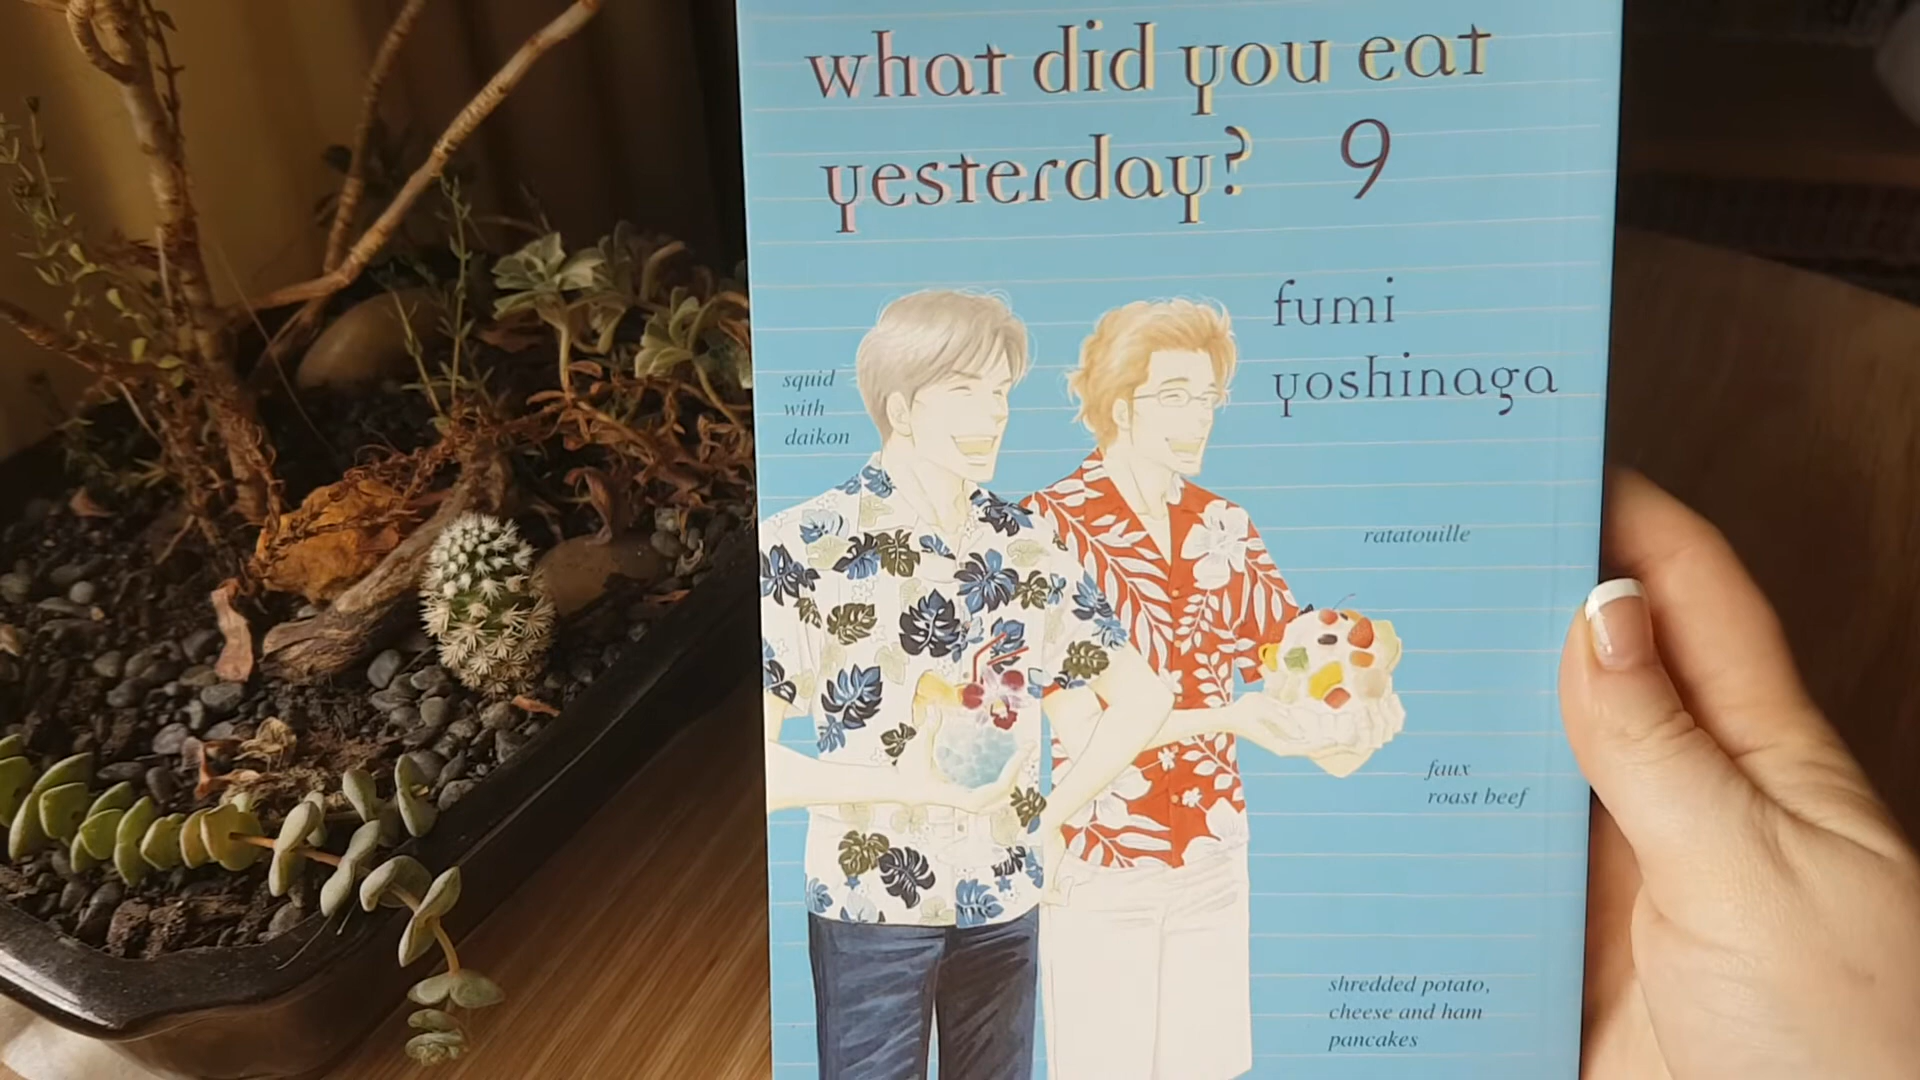 what did you eat
yesterday? 9
fumi
yoshinaga
squid
with
daikon
ratatouille
faux
roast beef
shredded potato,
cheese and ham
pancakes